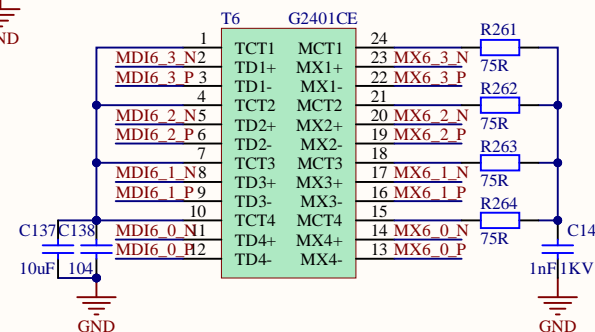 T6 G2401CE
ND
1 TCT1 MCT1 24 R261
MDI6_3_N 2 TD1+ MX1+ 23 MX6_3_N 75R
MDI6_3_P 3 TD1- MX1- 22 MX6_3_P
4 TCT2 MCT2 21 R262
MDI6_2_N 5 TD2+ MX2+ 20 MX6_2_N 75R
MDI6_2_P 6 TD2- MX2- 19 MX6_2_P
7 TCT3 MCT3 18 R263
MDI6_1_N 8 TD3+ MX3+ 17 MX6_1_N 75R
MDI6_1_P 9 TD3- MX3- 16 MX6_1_P
10 TCT4 MCT4 15 R264
C137 C138 MDI6_0_N 11 TD4+ MX4+ 14 MX6_0_N 75R C14
10uF 104 MDI6_0_P 12 TD4- MX4- 13 MX6_0_P 1nF 1KV
GND GND